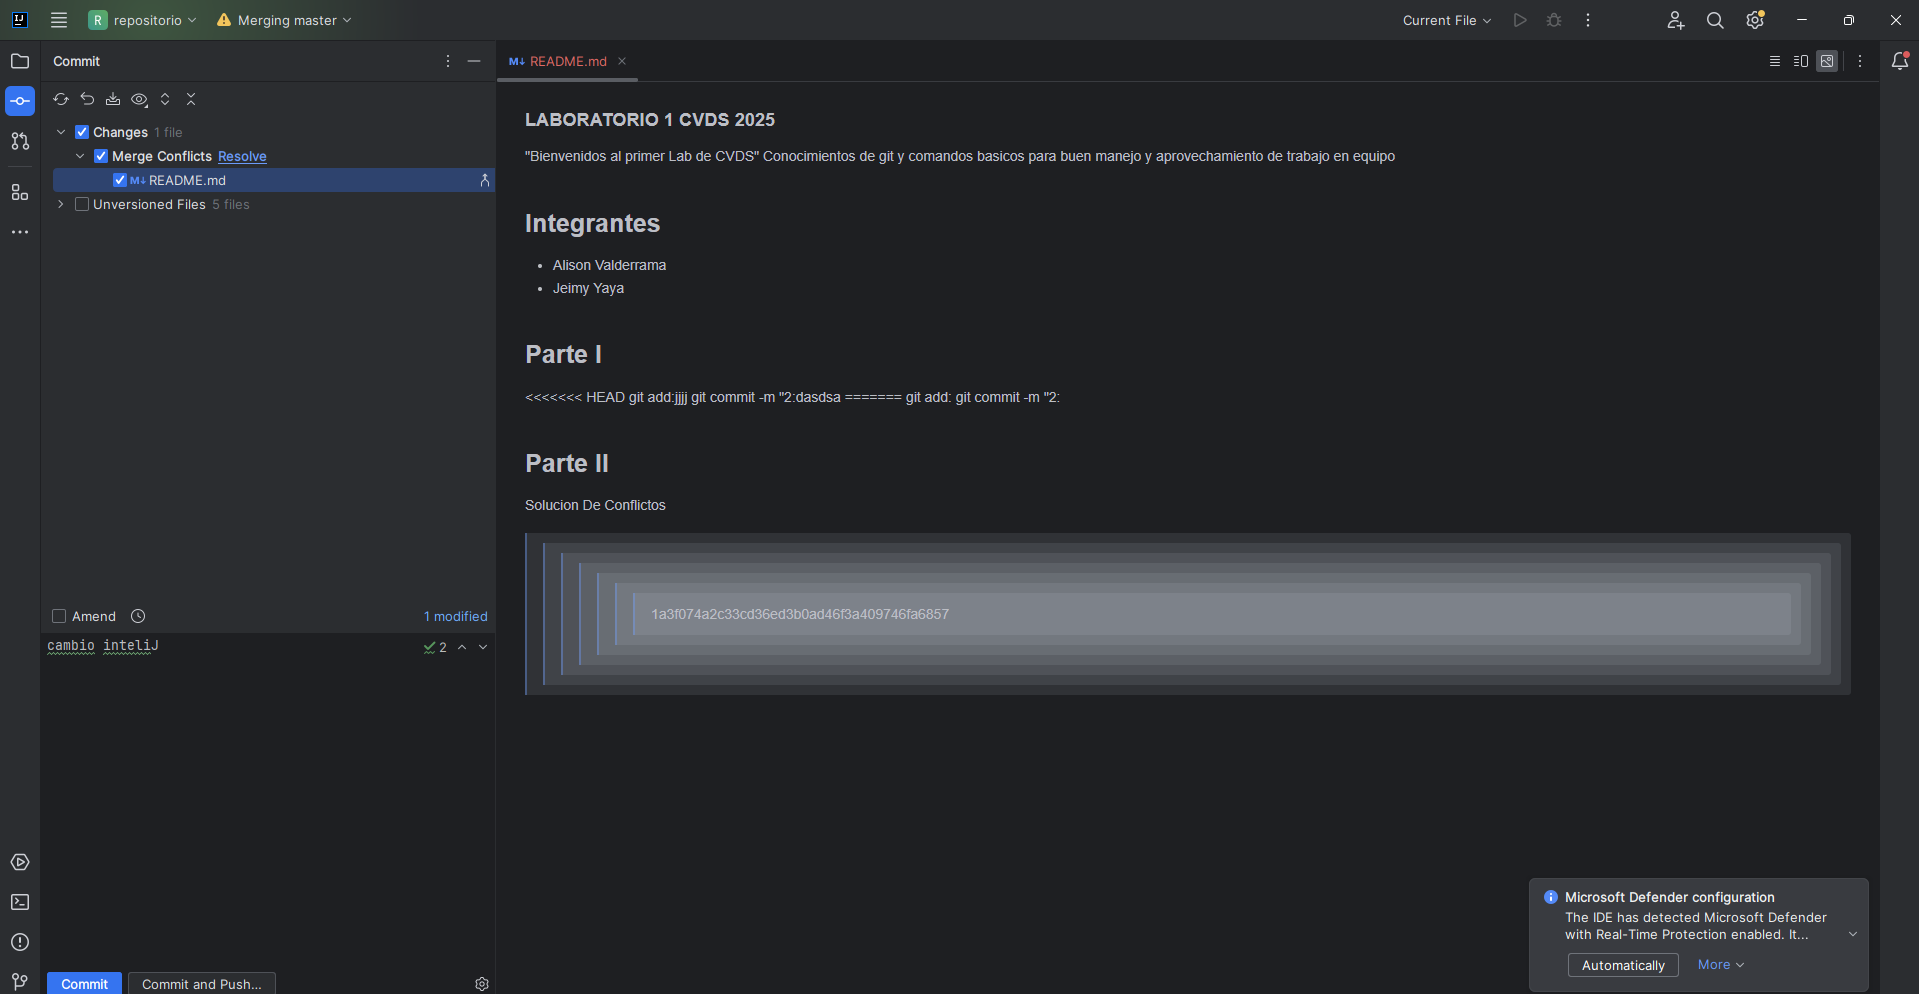 R repositorio Merging master Current File
Commit
M↓ README.md
Changes 1 file
Merge Conflicts Resolve
M↓ README.md
Unversioned Files 5 files
LABORATORIO 1 CVDS 2025
"Bienvenidos al primer Lab de CVDS" Conocimientos de git y comandos basicos para buen manejo y aprovechamiento de trabajo en equipo
Integrantes
• Alison Valderrama
• Jeimy Yaya
Parte I
<<<<<<< HEAD git add:jjjj git commit -m "2:dasdsa ======= git add: git commit -m "2:
Parte II
Solucion De Conflictos
1a3f074a2c33cd36ed3b0ad46f3a409746fa6857
Amend 1 modified
cambio inteliJ 2
Commit Commit and Push...
Microsoft Defender configuration
The IDE has detected Microsoft Defender
with Real-Time Protection enabled. It...
Automatically More